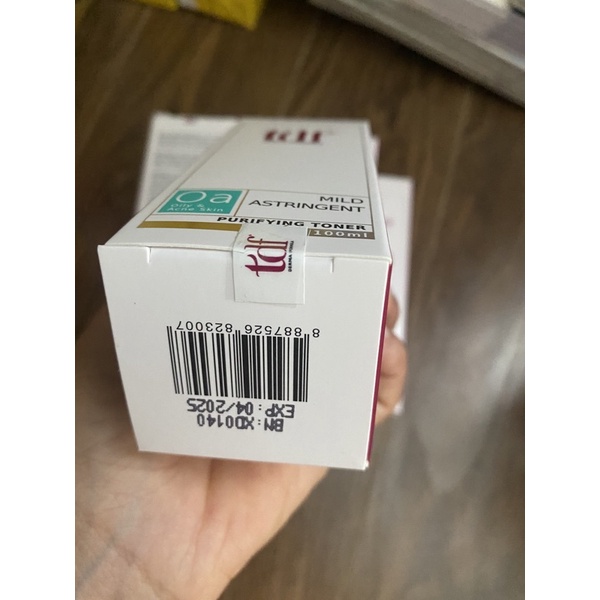 tdf
Oa
Oily &
Acne Skin
MILD
ASTRINGENT
PURIFYING TONER
100ml
tdf
8 887526 823007
BN:XD0140
EXP: 04/2025